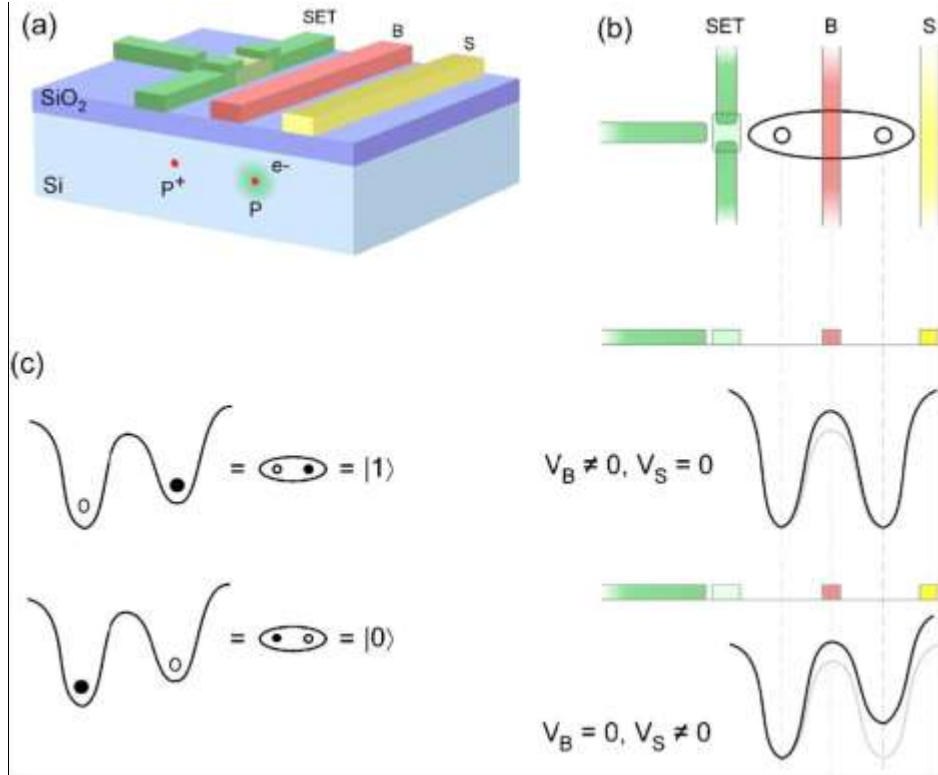 (a)
SET
B
S
SiO₂
Si
P⁺
e-
P
(b)
SET
B
S
(c)
= = |1⟩
V_B ≠ 0, V_S = 0
= = |0⟩
V_B = 0, V_S ≠ 0